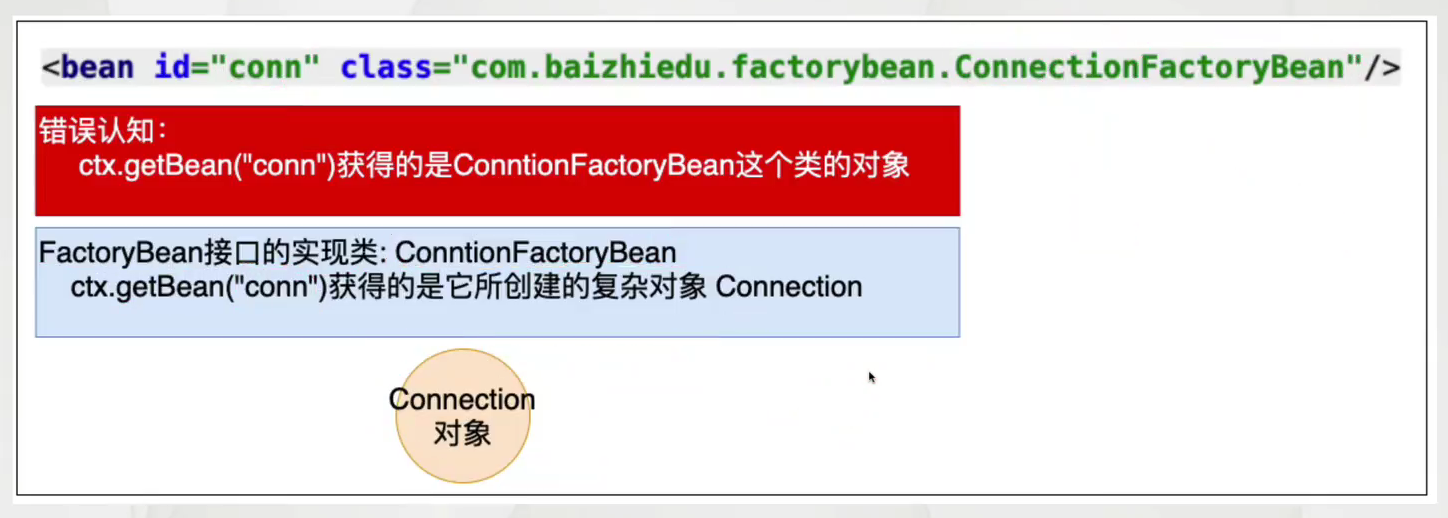 <bean id="conn" class="com.baizhiedu.factorybean.ConnectionFactoryBean"/>
错误认知：
ctx.getBean("conn")获得的是ConntionFactoryBean这个类的对象
FactoryBean接口的实现类: ConntionFactoryBean
ctx.getBean("conn")获得的是它所创建的复杂对象 Connection
Connection
对象